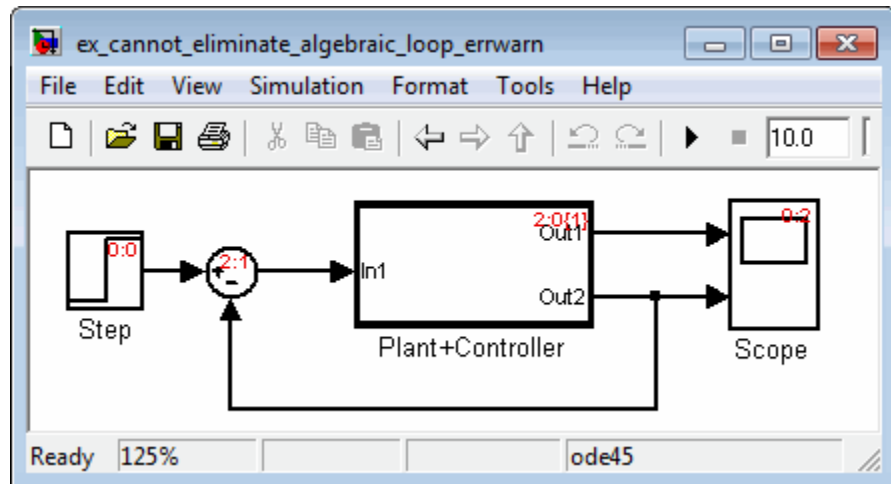 ex_cannot_eliminate_algebraic_loop_errwarn
File Edit View Simulation Format Tools Help
10.0
0:0
2:1
+
-
2:0{1}
0:2
In1
Out1
Out2
Step
Plant+Controller
Scope
Ready 125% ode45